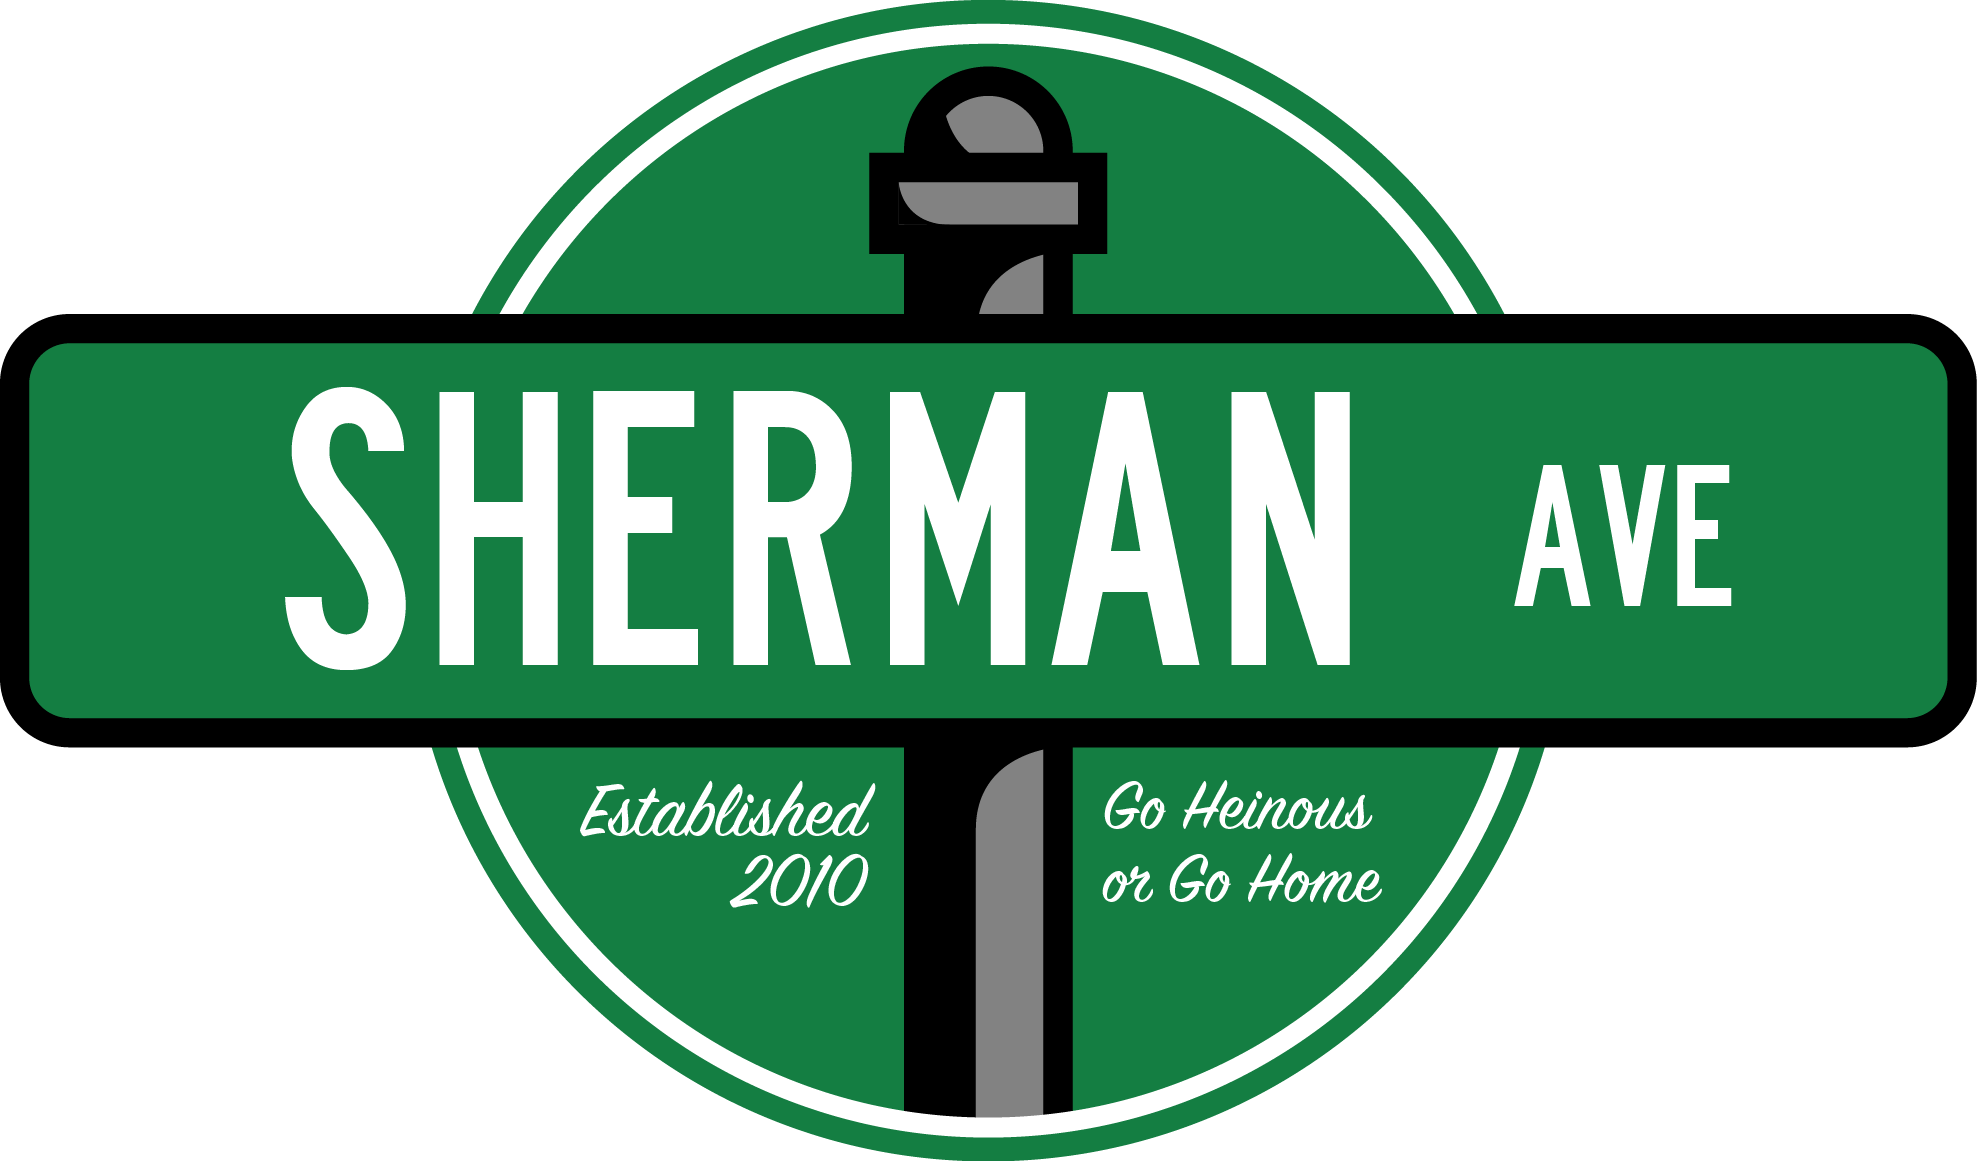 SHERMAN AVE
Established
2010
Go Heinous
or Go Home